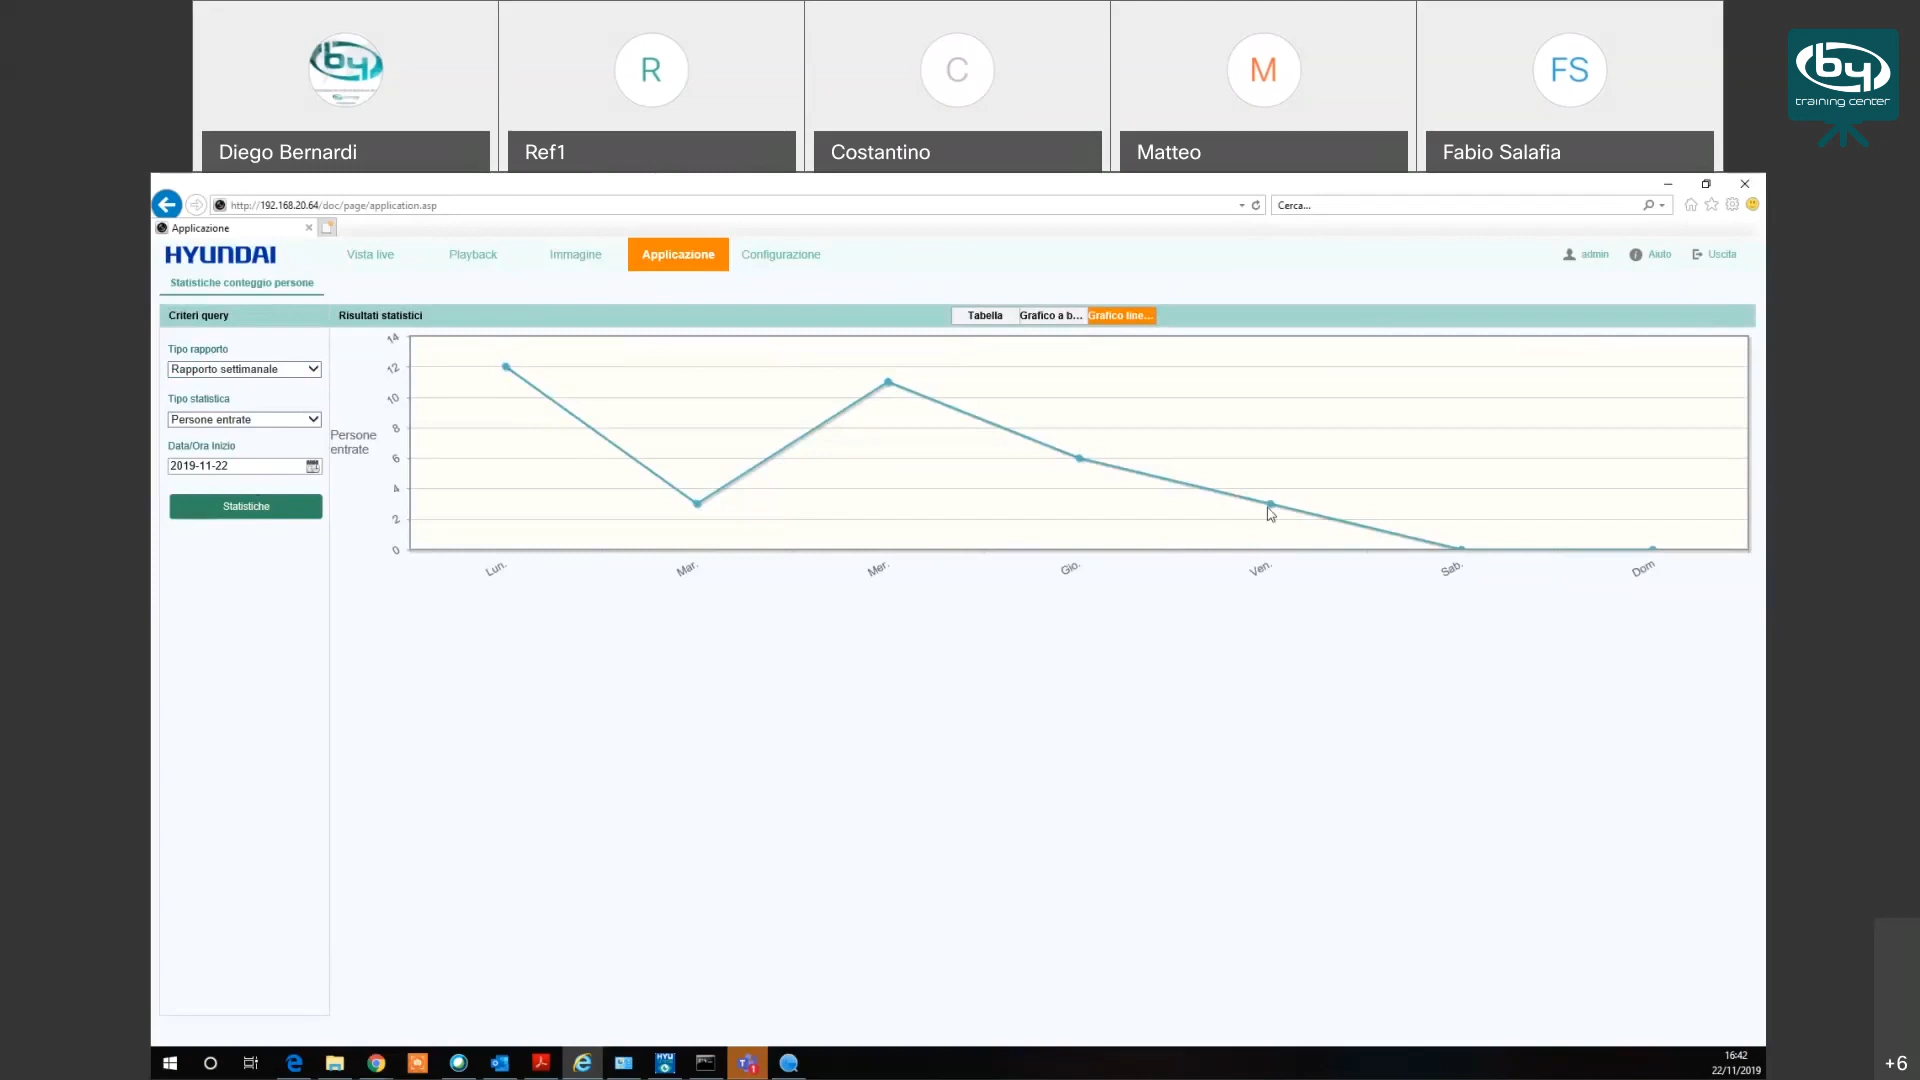 by
by
training center
R
C
M
FS
Diego Bernardi
Ref1
Costantino
Matteo
Fabio Salafia
http://192.168.20.64/doc/page/application.asp
Cerca...
Applicazione
HYUNDAI
Vista live
Playback
Immagine
Applicazione
Configurazione
admin
Aiuto
Uscita
Statistiche conteggio persone
Criteri query
Risultati statistici
Tabella
Grafico a b...
Grafico line...
Tipo rapporto
Rapporto settimanale
Tipo statistica
Persone entrate
Data/Ora Inizio
2019-11-22
Statistiche
Persone
entrate
14
12
10
8
6
4
2
0
Lun.
Mar.
Mer.
Gio.
Ven.
Sab.
Dom
HYU
16:42
22/11/2019
+6